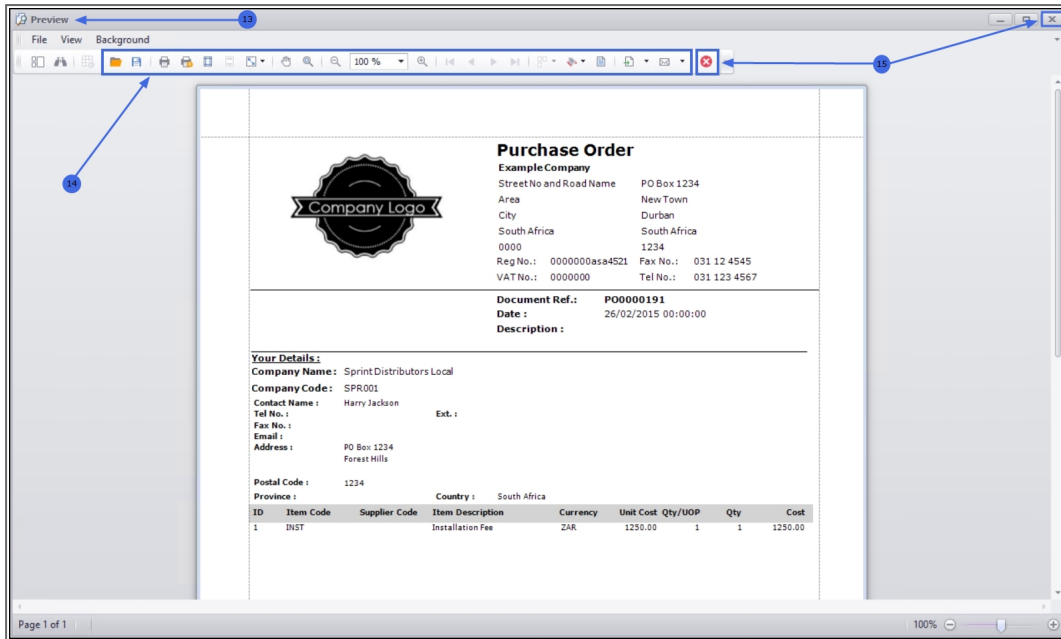 Preview
13
File View Background
100 %
15
14
Company Logo
Purchase Order
Example Company
Street No and Road Name PO Box 1234
Area New Town
City Durban
South Africa South Africa
0000 1234
Reg No.: 0000000asa4521 Fax No.: 031 12 4545
VAT No.: 0000000 Tel No.: 031 123 4567
Document Ref.: PO0000191
Date : 26/02/2015 00:00:00
Description :
Your Details :
Company Name : Sprint Distributors Local
Company Code : SPR001
Contact Name : Harry Jackson
Tel No. : Ext. :
Fax No. :
Email :
Address : PO Box 1234
Forest Hills
Postal Code : 1234
Province : Country : South Africa
ID Item Code Supplier Code Item Description Currency Unit Cost Qty/UOP Qty Cost
1 INST Installation Fee ZAR 1250.00 1 1 1250.00
Page 1 of 1 100%